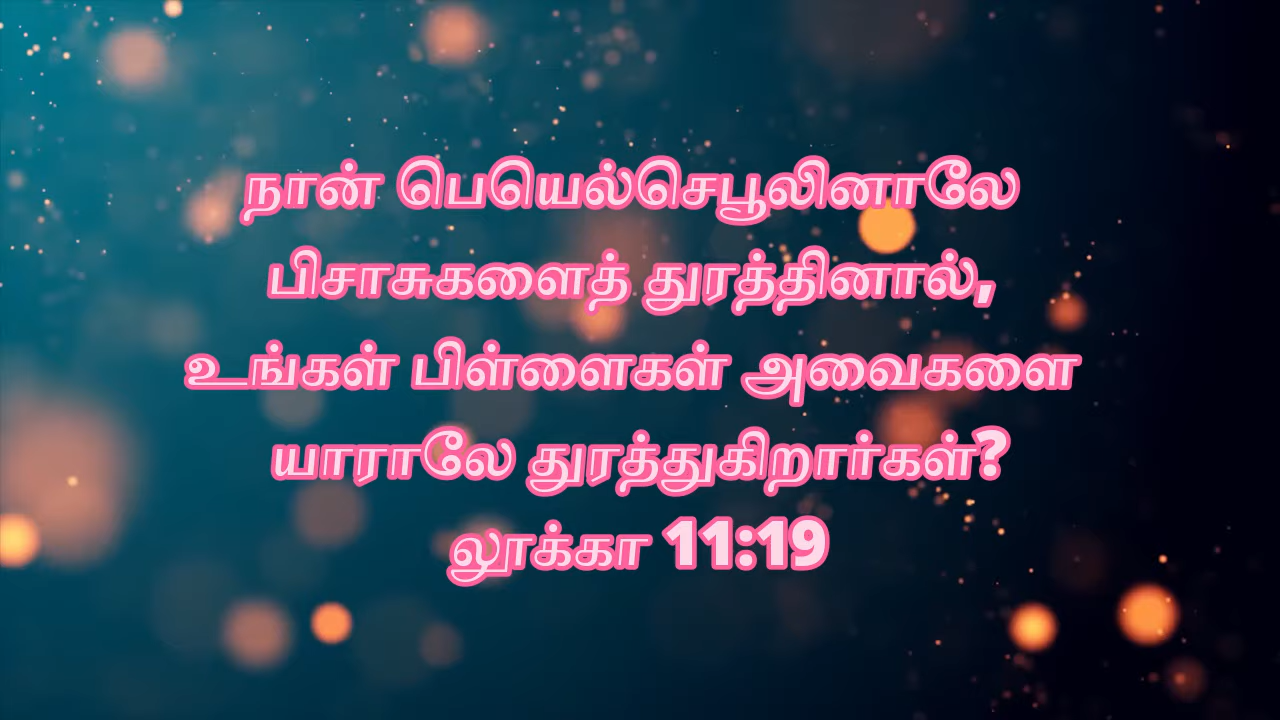 நான் பெயெல்செபூலினாலே
பிசாசுகளைத் துரத்தினால்,
உங்கள் பிள்ளைகள் அவைகளை
யாராலே துரத்துகிறார்கள்?
லூக்கா 11:19